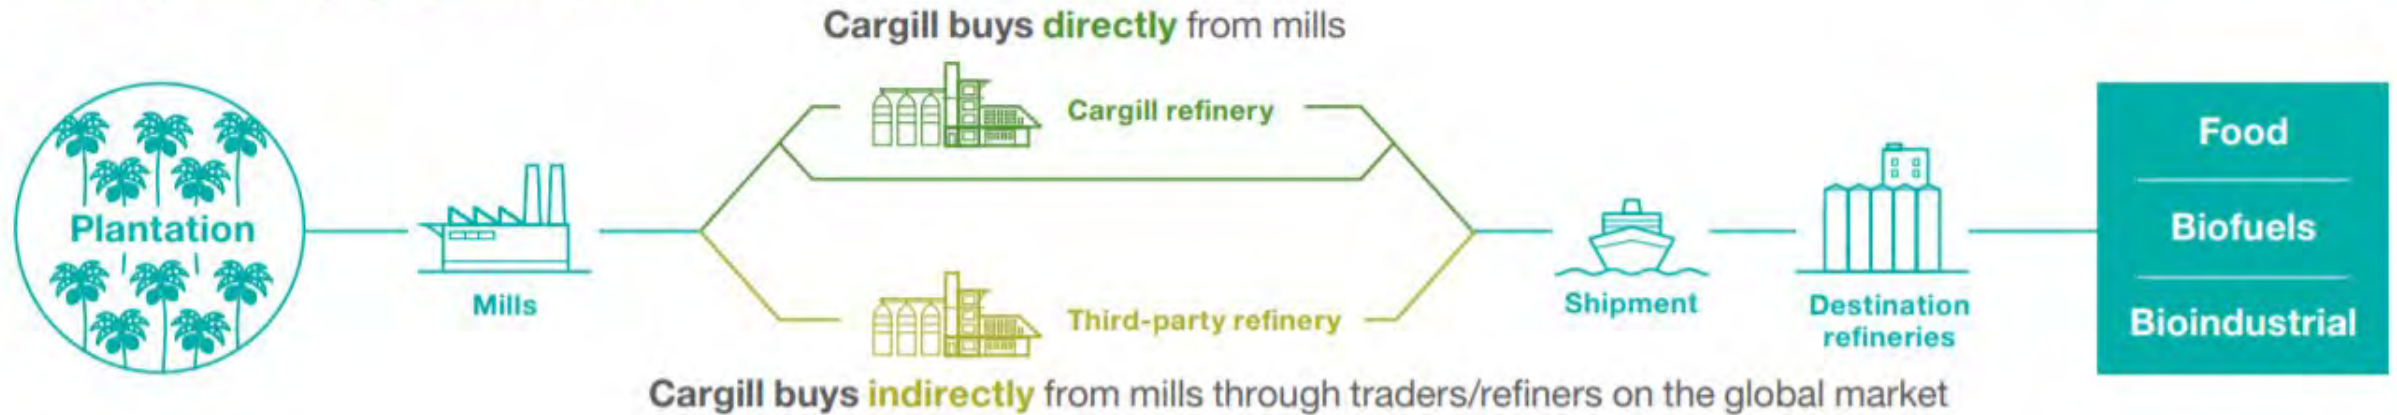 Cargill buys directly from mills
Cargill refinery
Plantation
Mills
Third-party refinery
Cargill buys indirectly from mills through traders/refiners on the global market
Shipment
Destination
refineries
Food
Biofuels
Bioindustrial